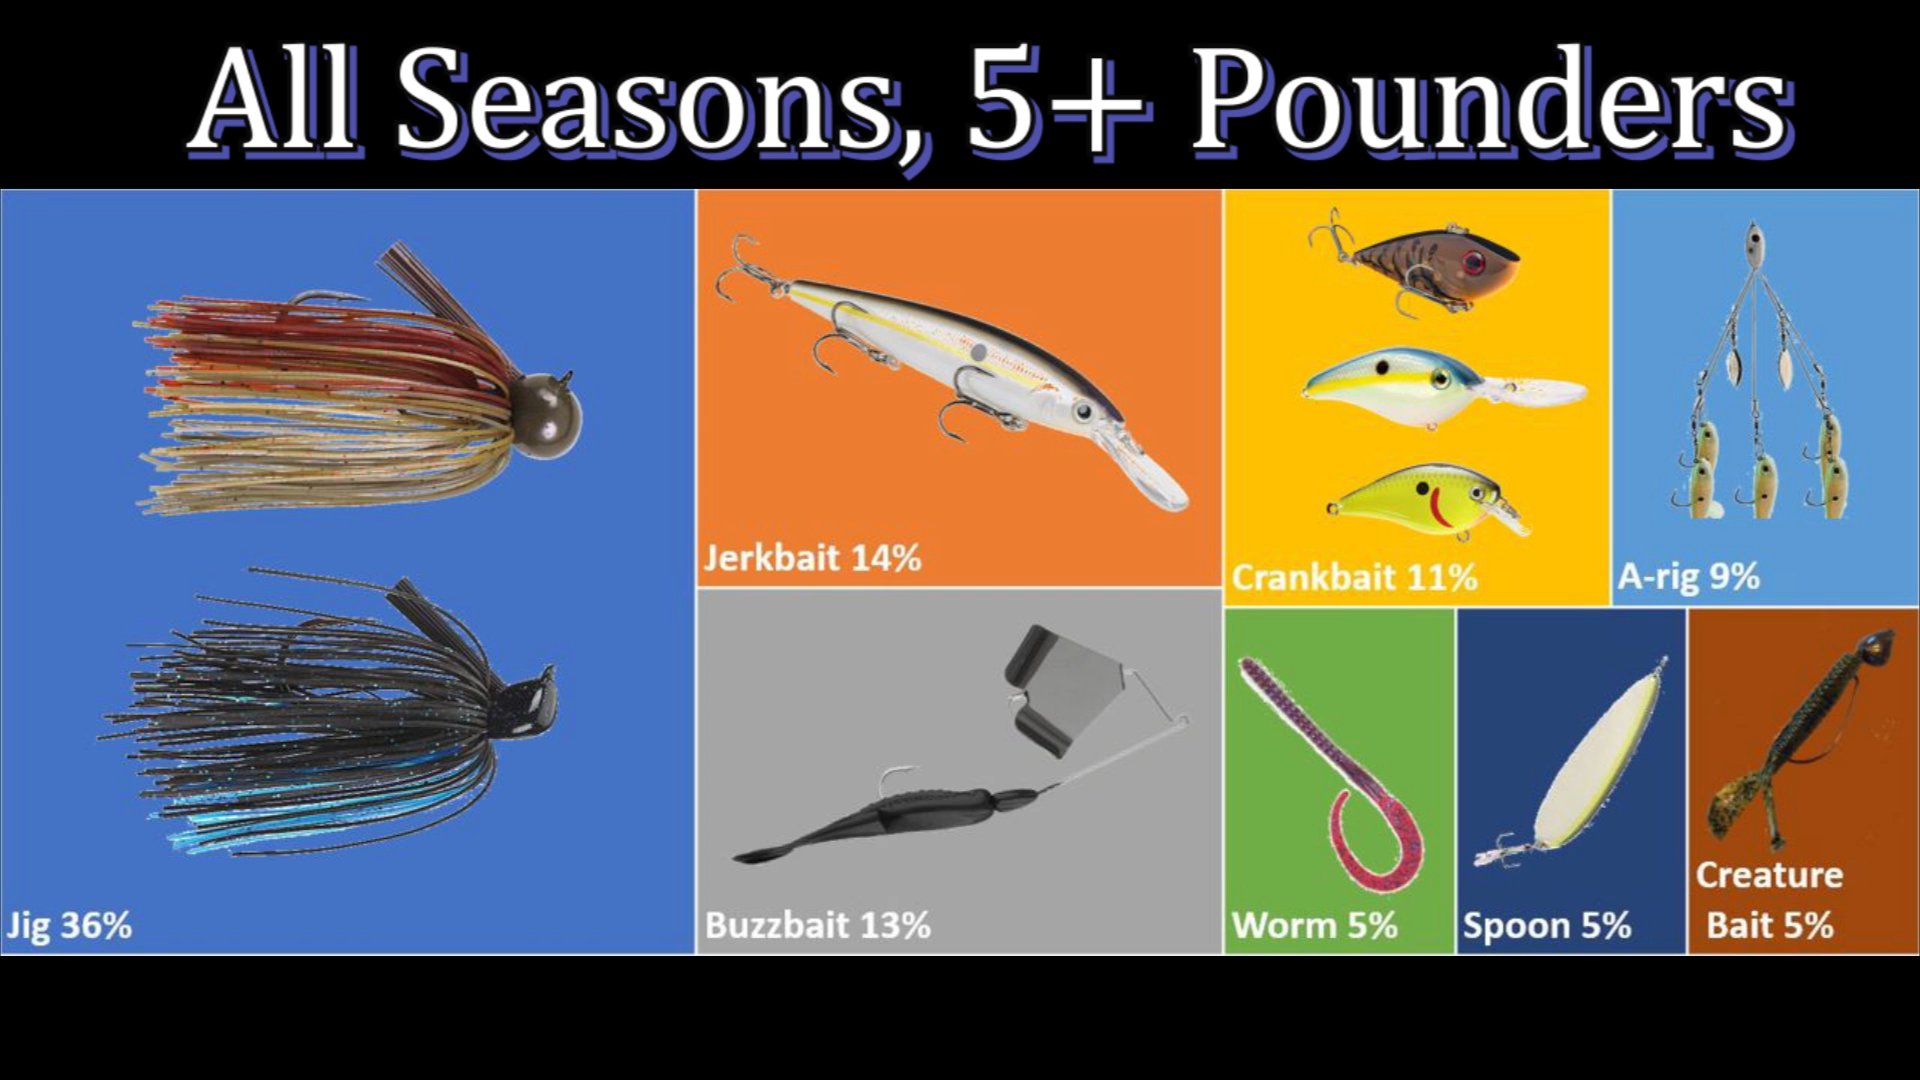 All Seasons, 5+ Pounders
Jig 36%
Jerkbait 14%
Buzzbait 13%
Crankbait 11%
A-rig 9%
Worm 5%
Spoon 5%
Creature
Bait 5%